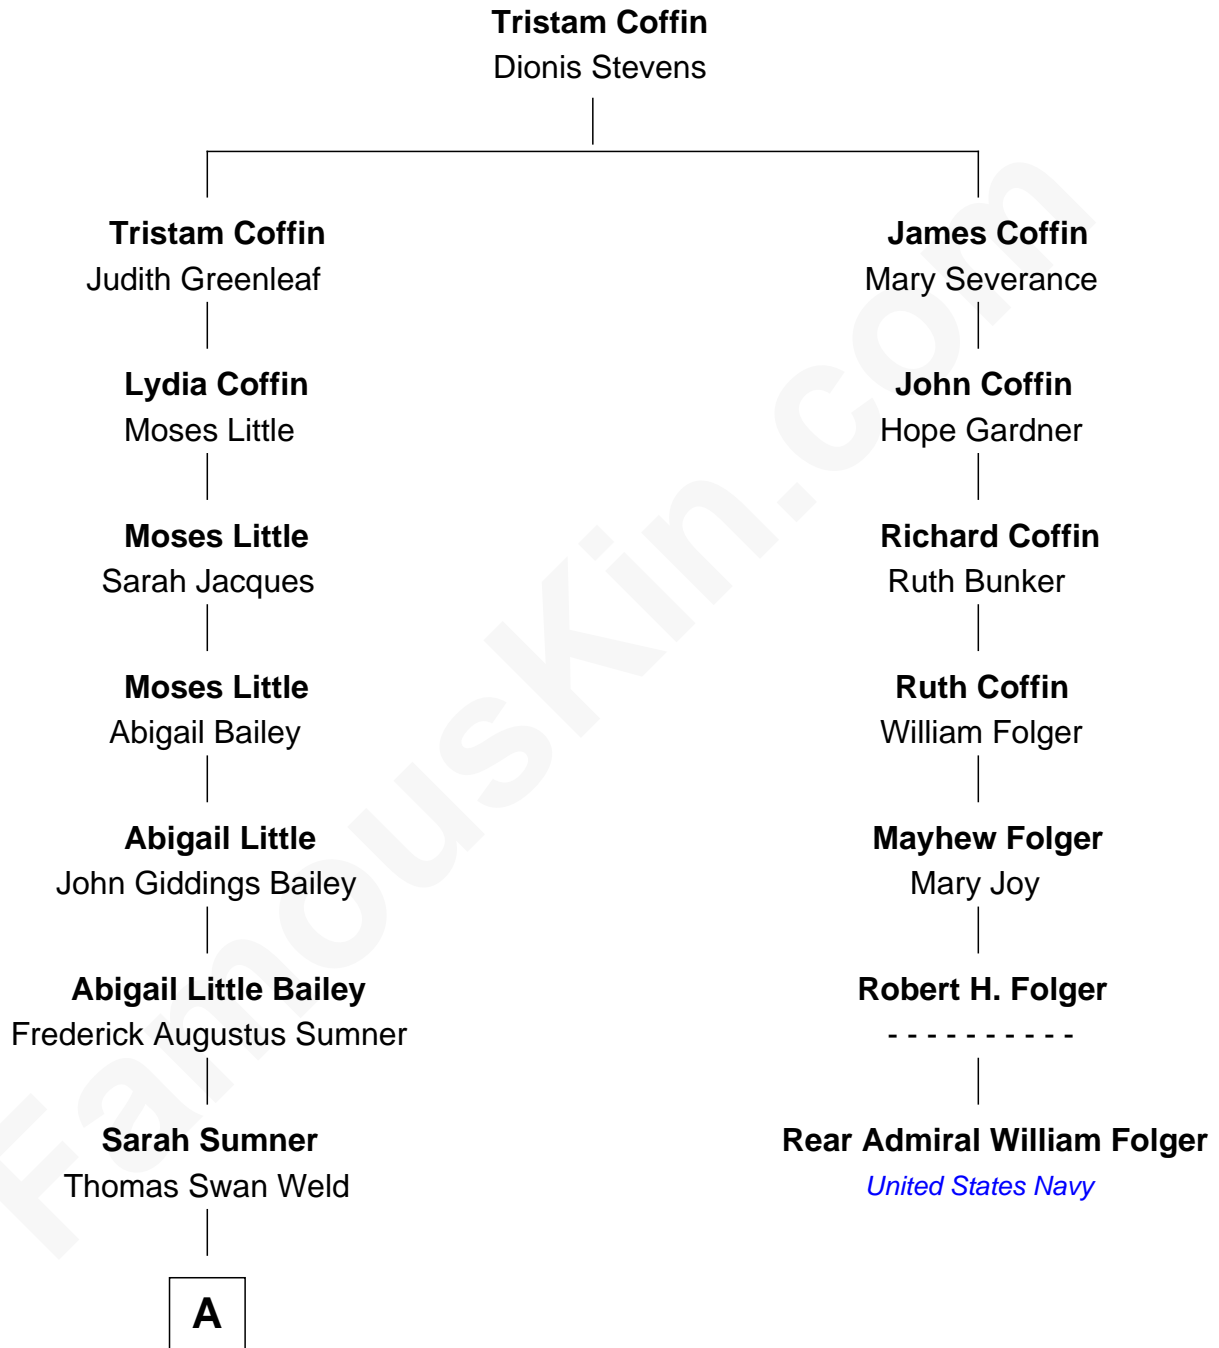 Tristam Coffin
Dionis Stevens
Tristam Coffin
Judith Greenleaf
James Coffin
Mary Severance
Lydia Coffin
Moses Little
John Coffin
Hope Gardner
Moses Little
Sarah Jacques
Richard Coffin
Ruth Bunker
Moses Little
Abigail Bailey
Ruth Coffin
William Folger
Abigail Little
John Giddings Bailey
Mayhew Folger
Mary Joy
Abigail Little Bailey
Frederick Augustus Sumner
Robert H. Folger
- - - - - - - - - -
Sarah Sumner
Thomas Swan Weld
Rear Admiral William Folger
United States Navy
A
FamousKin.com